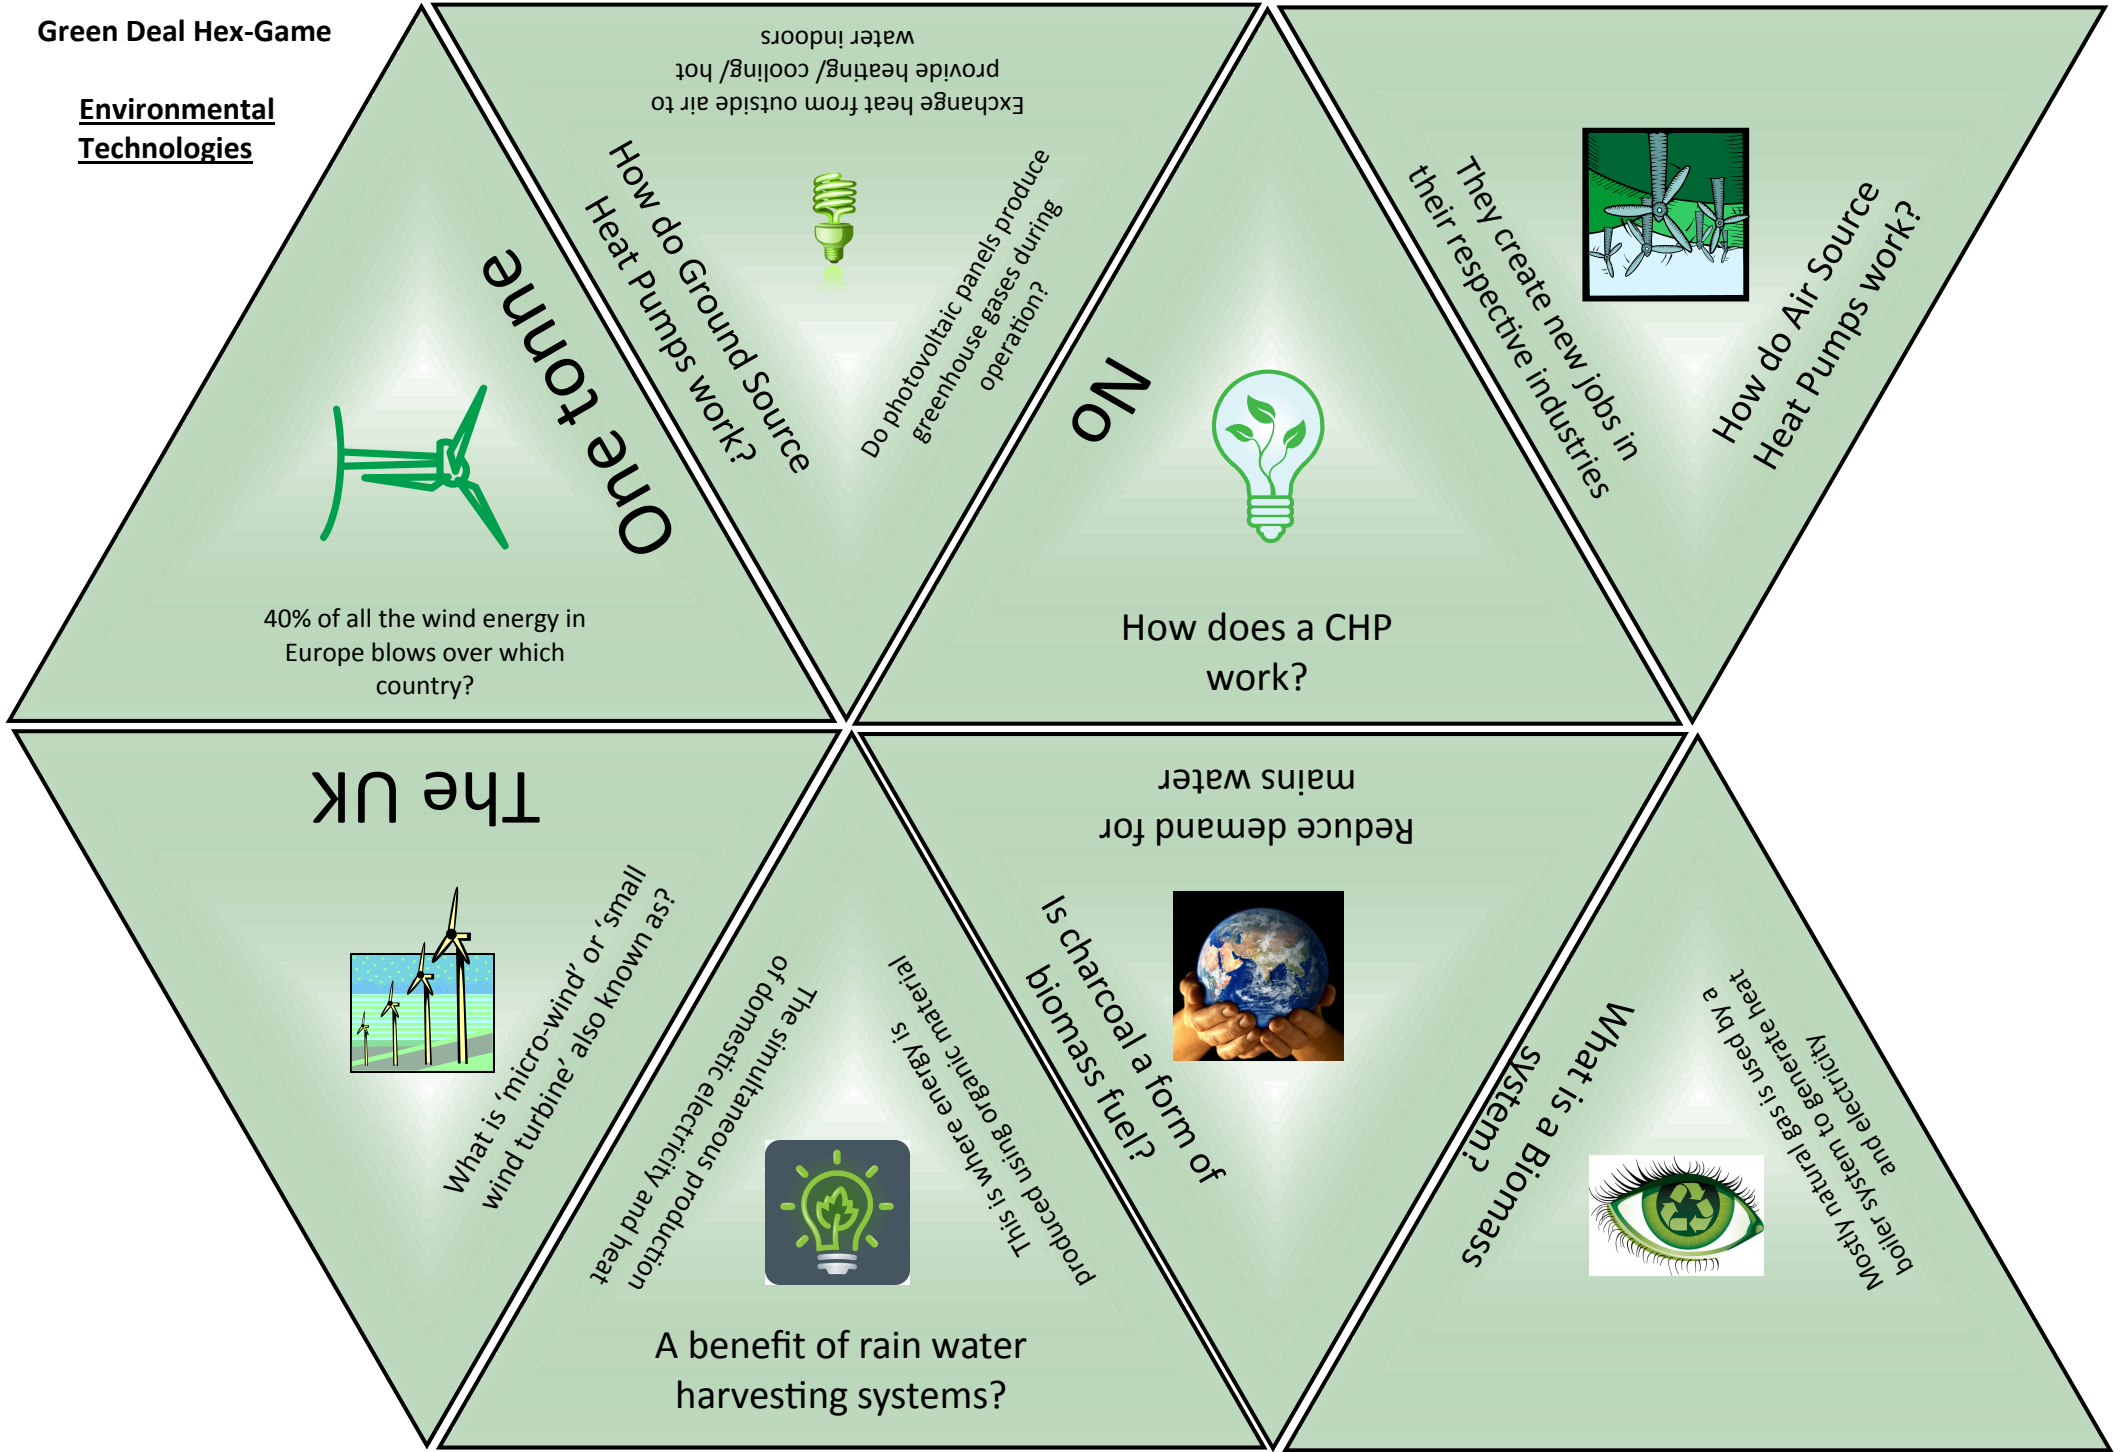 Green Deal Hex-Game
Environmental
Technologies
One tonne
40% of all the wind energy in
Europe blows over which
country?
Exchange heat from outside air to
provide heating/ cooling/ hot
water indoors
How do Ground Source
Heat Pumps work?
Do photovoltaic panels produce
greenhouse gases during
operation?
No
How does a CHP
work?
They create new jobs in
their respective industries
How do Air Source
Heat Pumps work?
The UK
What is ‘micro-wind’ or ‘small
wind turbine’ also known as?
The simultaneous production
of domestic electricity and heat
This is where energy is
produced using organic material
A benefit of rain water
harvesting systems?
Reduce demand for
mains water
Is charcoal a form of
biomass fuel?
What is a Biomass
system?
Mostly natural gas is used by a
boiler system to generate heat
and electricity